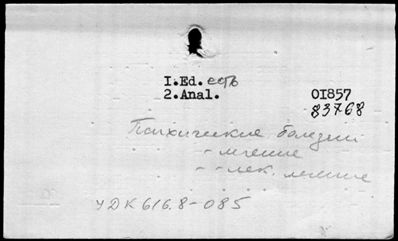 I.Ed. есть
2.Anal. 01857
83768
Психические болезни
- лечение
- - лек. лечение
УДК 616.8-085